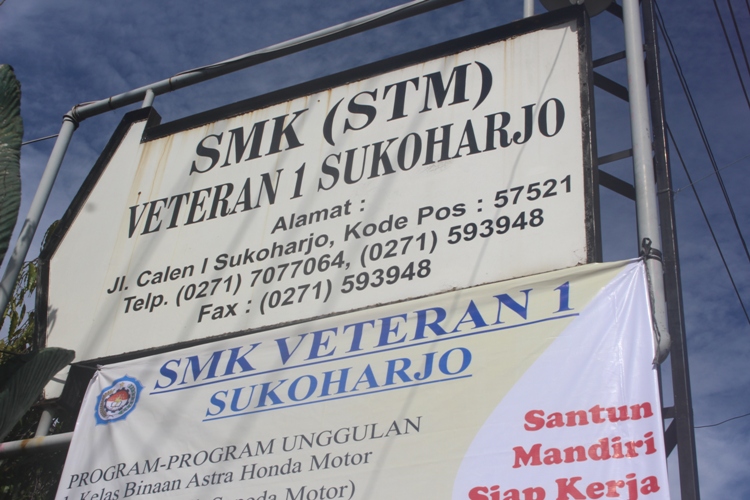 SMK (STM)
VETERAN 1 SUKOHARJO
Alamat :
Jl. Calen I Sukoharjo, Kode Pos : 57521
Telp. (0271) 7077064, (0271) 593948
Fax : (0271) 593948
SMK VETERAN 1
SUKOHARJO
PROGRAM-PROGRAM UNGGULAN
Kelas Binaan Astra Honda Motor
Motor)
Santun
Mandiri
Siap Kerja